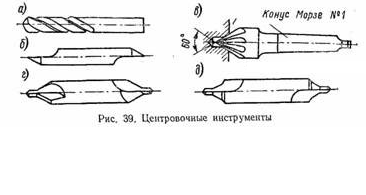 а)
в)
Конус Морзе №1
60°
б)
г)
д)
Рис. 39. Центровочные инструменты